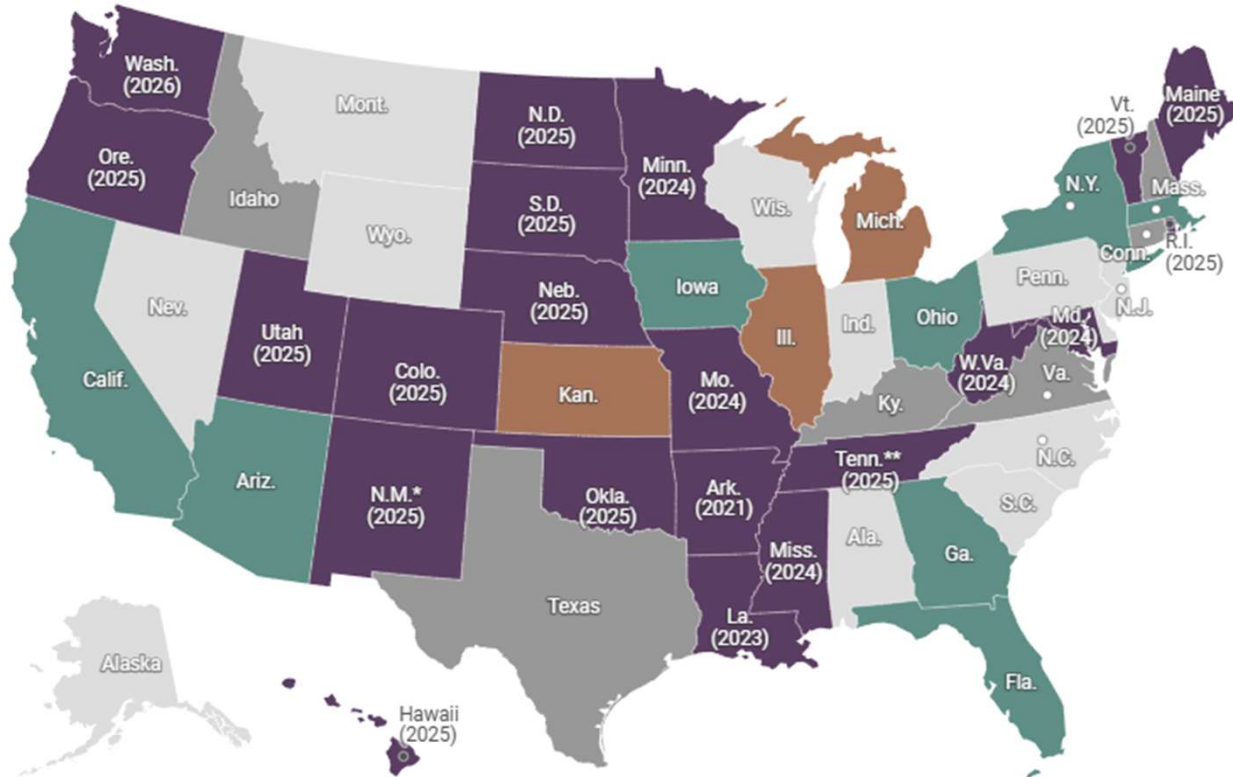 Wash.
(2026)
Mont.
N.D.
(2025)
Minn.
(2024)
Vt.
(2025)
Maine
(2025)
Ore.
(2025)
Idaho
S.D.
(2025)
Wis.
Mich.
N.Y.
Mass.
Wyo.
Conn.
R.I.
(2025)
Nev.
Neb.
(2025)
Iowa
Penn.
N.J.
Utah
(2025)
Colo.
(2025)
Ill.
Ind.
Ohio
Md.
(2024)
Calif.
Kan.
Mo.
(2024)
W.Va.
(2024)
Va.
Ky.
N.C.
Ariz.
N.M.*
(2025)
Okla.
(2025)
Ark.
(2021)
Tenn.**
(2025)
S.C.
Miss.
(2024)
Ala.
Ga.
Texas
La.
(2023)
Alaska
Fla.
Hawaii
(2025)